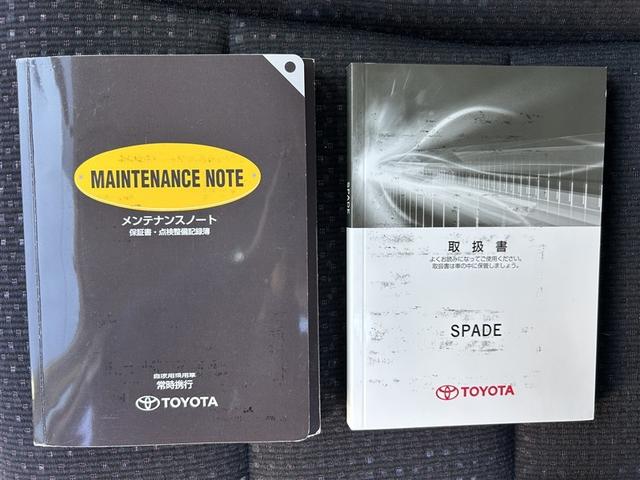 MAINTENANCE NOTE
メンテナンスノート
保証書・点検整備記録簿
自家用乗用車
常時携行
TOYOTA
SPADE
取扱書
よくお読みになってご使用ください。
取扱書は車の中に保管しましょう。
SPADE
TOYOTA